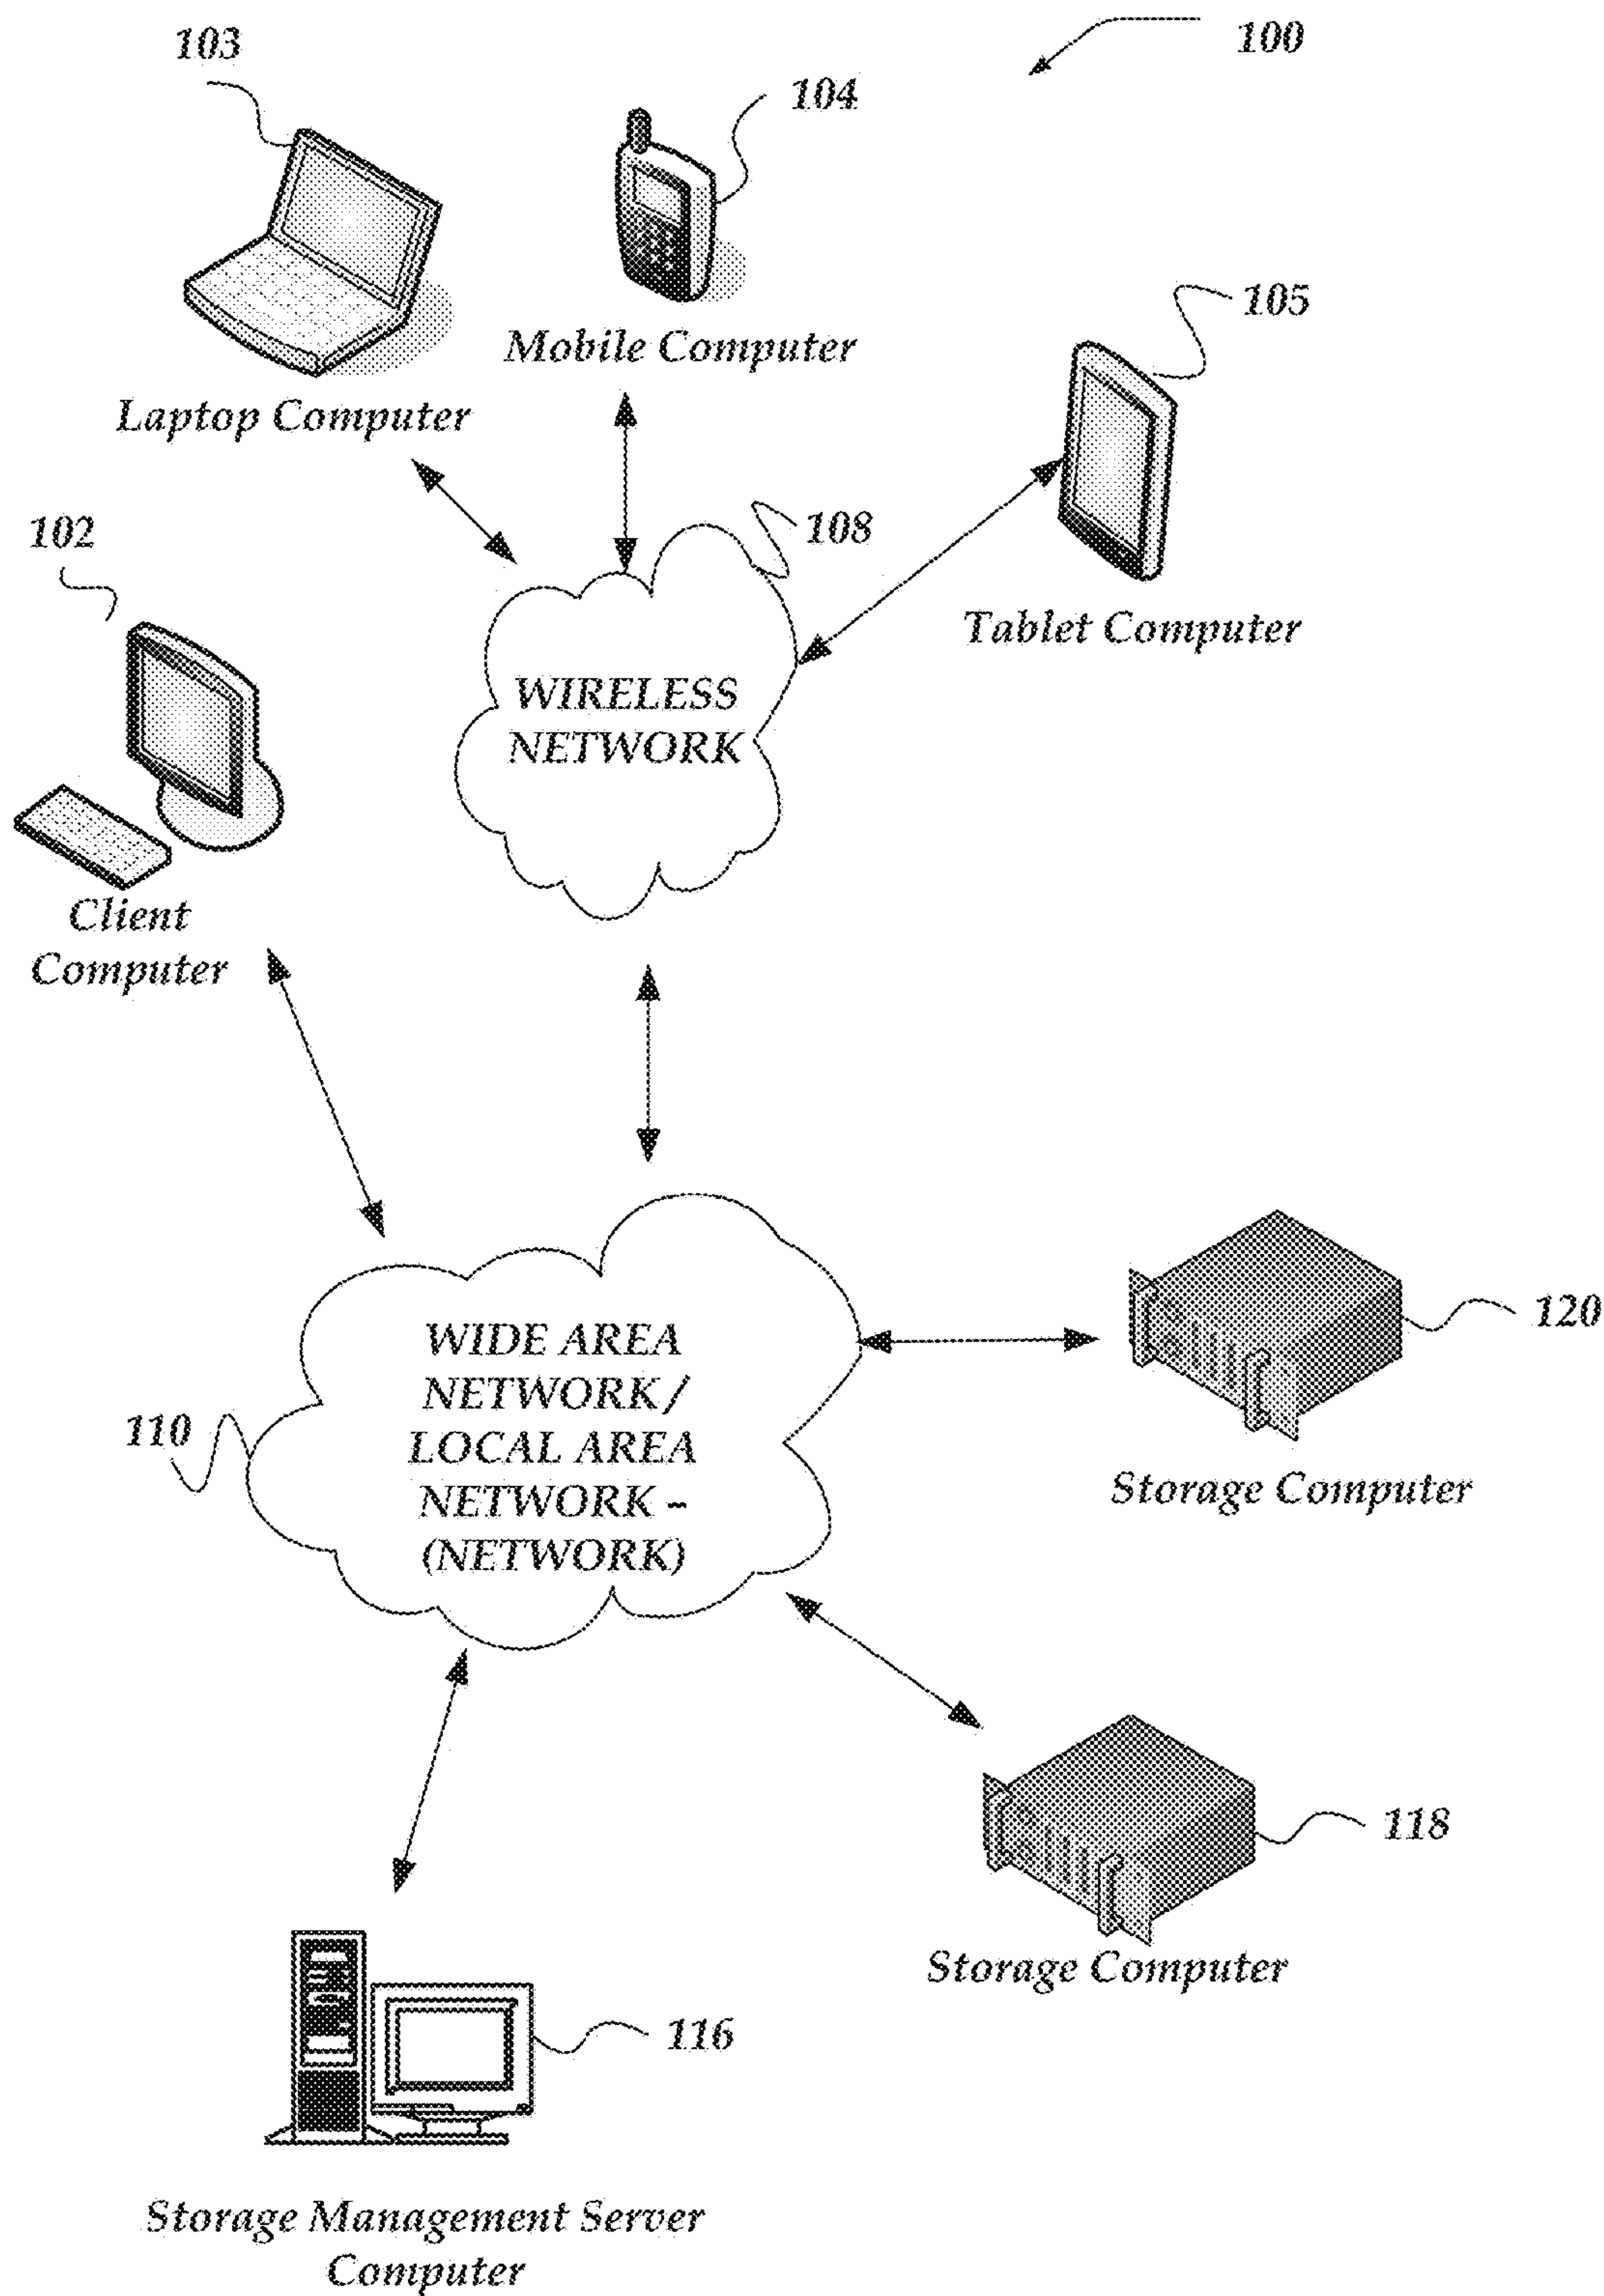 100
103
104
Mobile Computer
Laptop Computer
105
Tablet Computer
102
108
WIRELESS
NETWORK
Client
Computer
WIDE AREA
NETWORK /
LOCAL AREA
NETWORK –
(NETWORK)
110
120
Storage Computer
118
Storage Computer
116
Storage Management Server
Computer